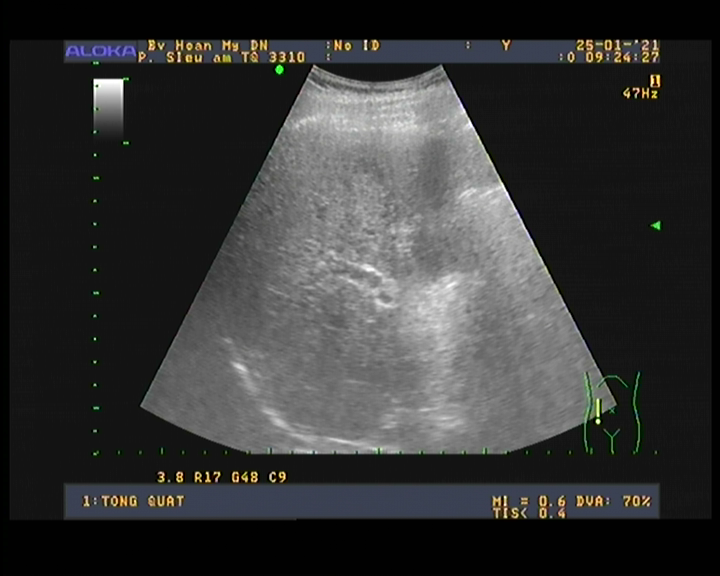 ALOKA Bv Hoan My DN :No ID : Y 25-01-'21
P. Sieu am TQ 3310 : :0 09:24:27
1
47Hz
3.8 R17 G48 C9
1:TONG QUAT MI = 0.6 DVA: 70%
TIS< 0.4